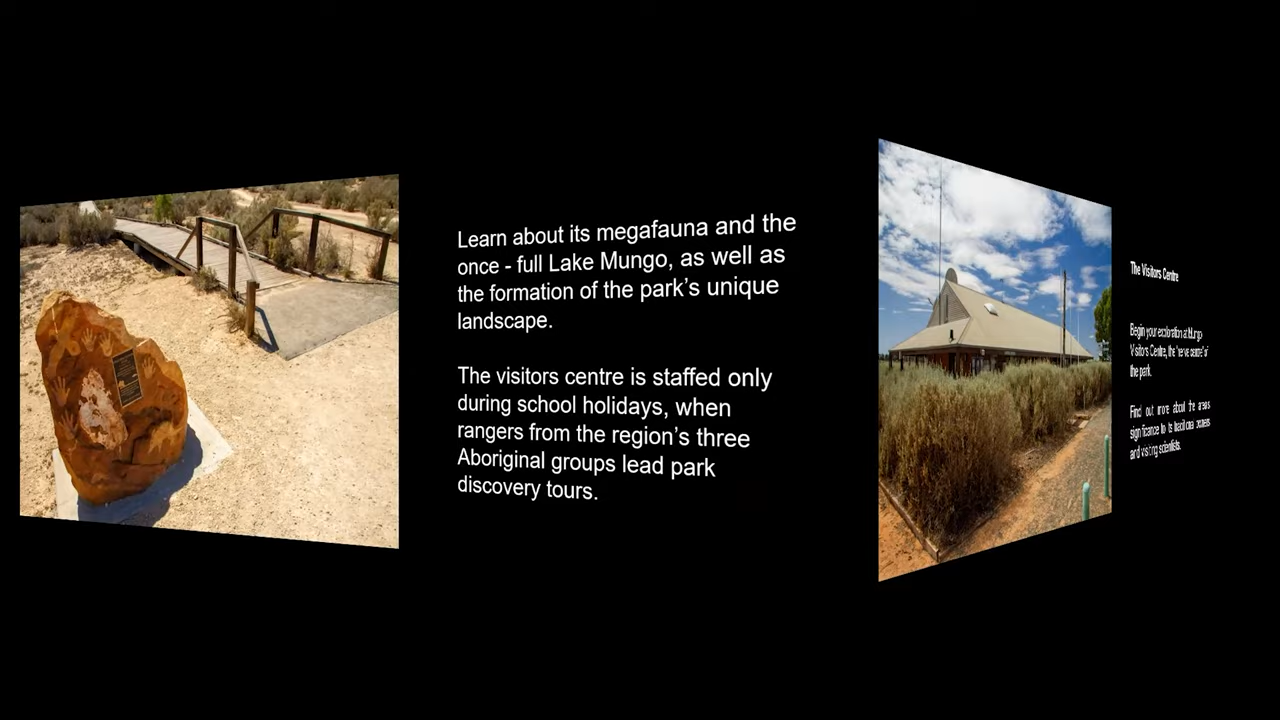 Learn about its megafauna and the
once - full Lake Mungo, as well as
the formation of the park's unique
landscape.
The visitors centre is staffed only
during school holidays, when
rangers from the region's three
Aboriginal groups lead park
discovery tours.
The Visitors Centre
Begin your exploration at Mungo
Visitors Centre, the 'nerve centre' of
the park.
Find out more about the areas
significance to its traditional owners
and visiting scientists.